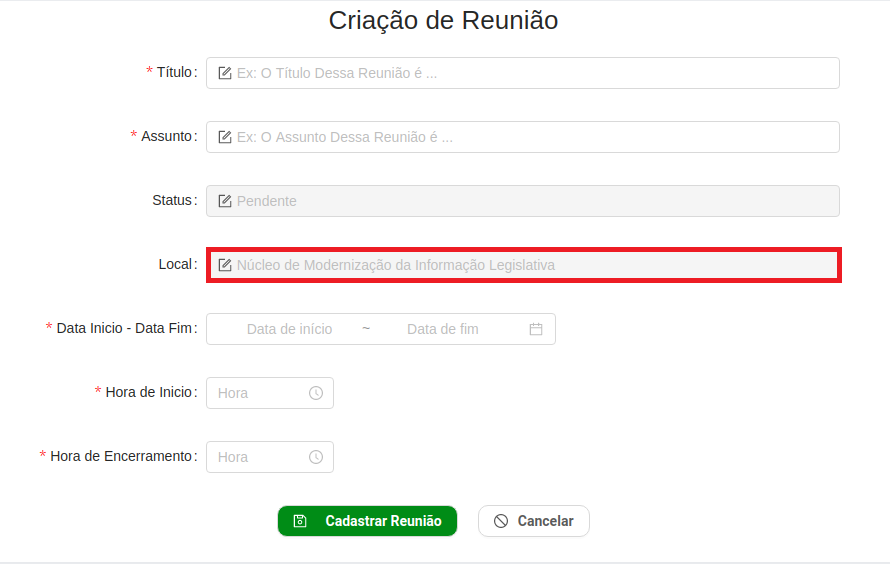 Criação de Reunião
* Título: Ex: O Título Dessa Reunião é ...
* Assunto: Ex: O Assunto Dessa Reunião é ...
Status: Pendente
Local: Núcleo de Modernização da Informação Legislativa
* Data Inicio - Data Fim: Data de início ~ Data de fim
* Hora de Inicio: Hora
* Hora de Encerramento: Hora
Cadastrar Reunião Cancelar